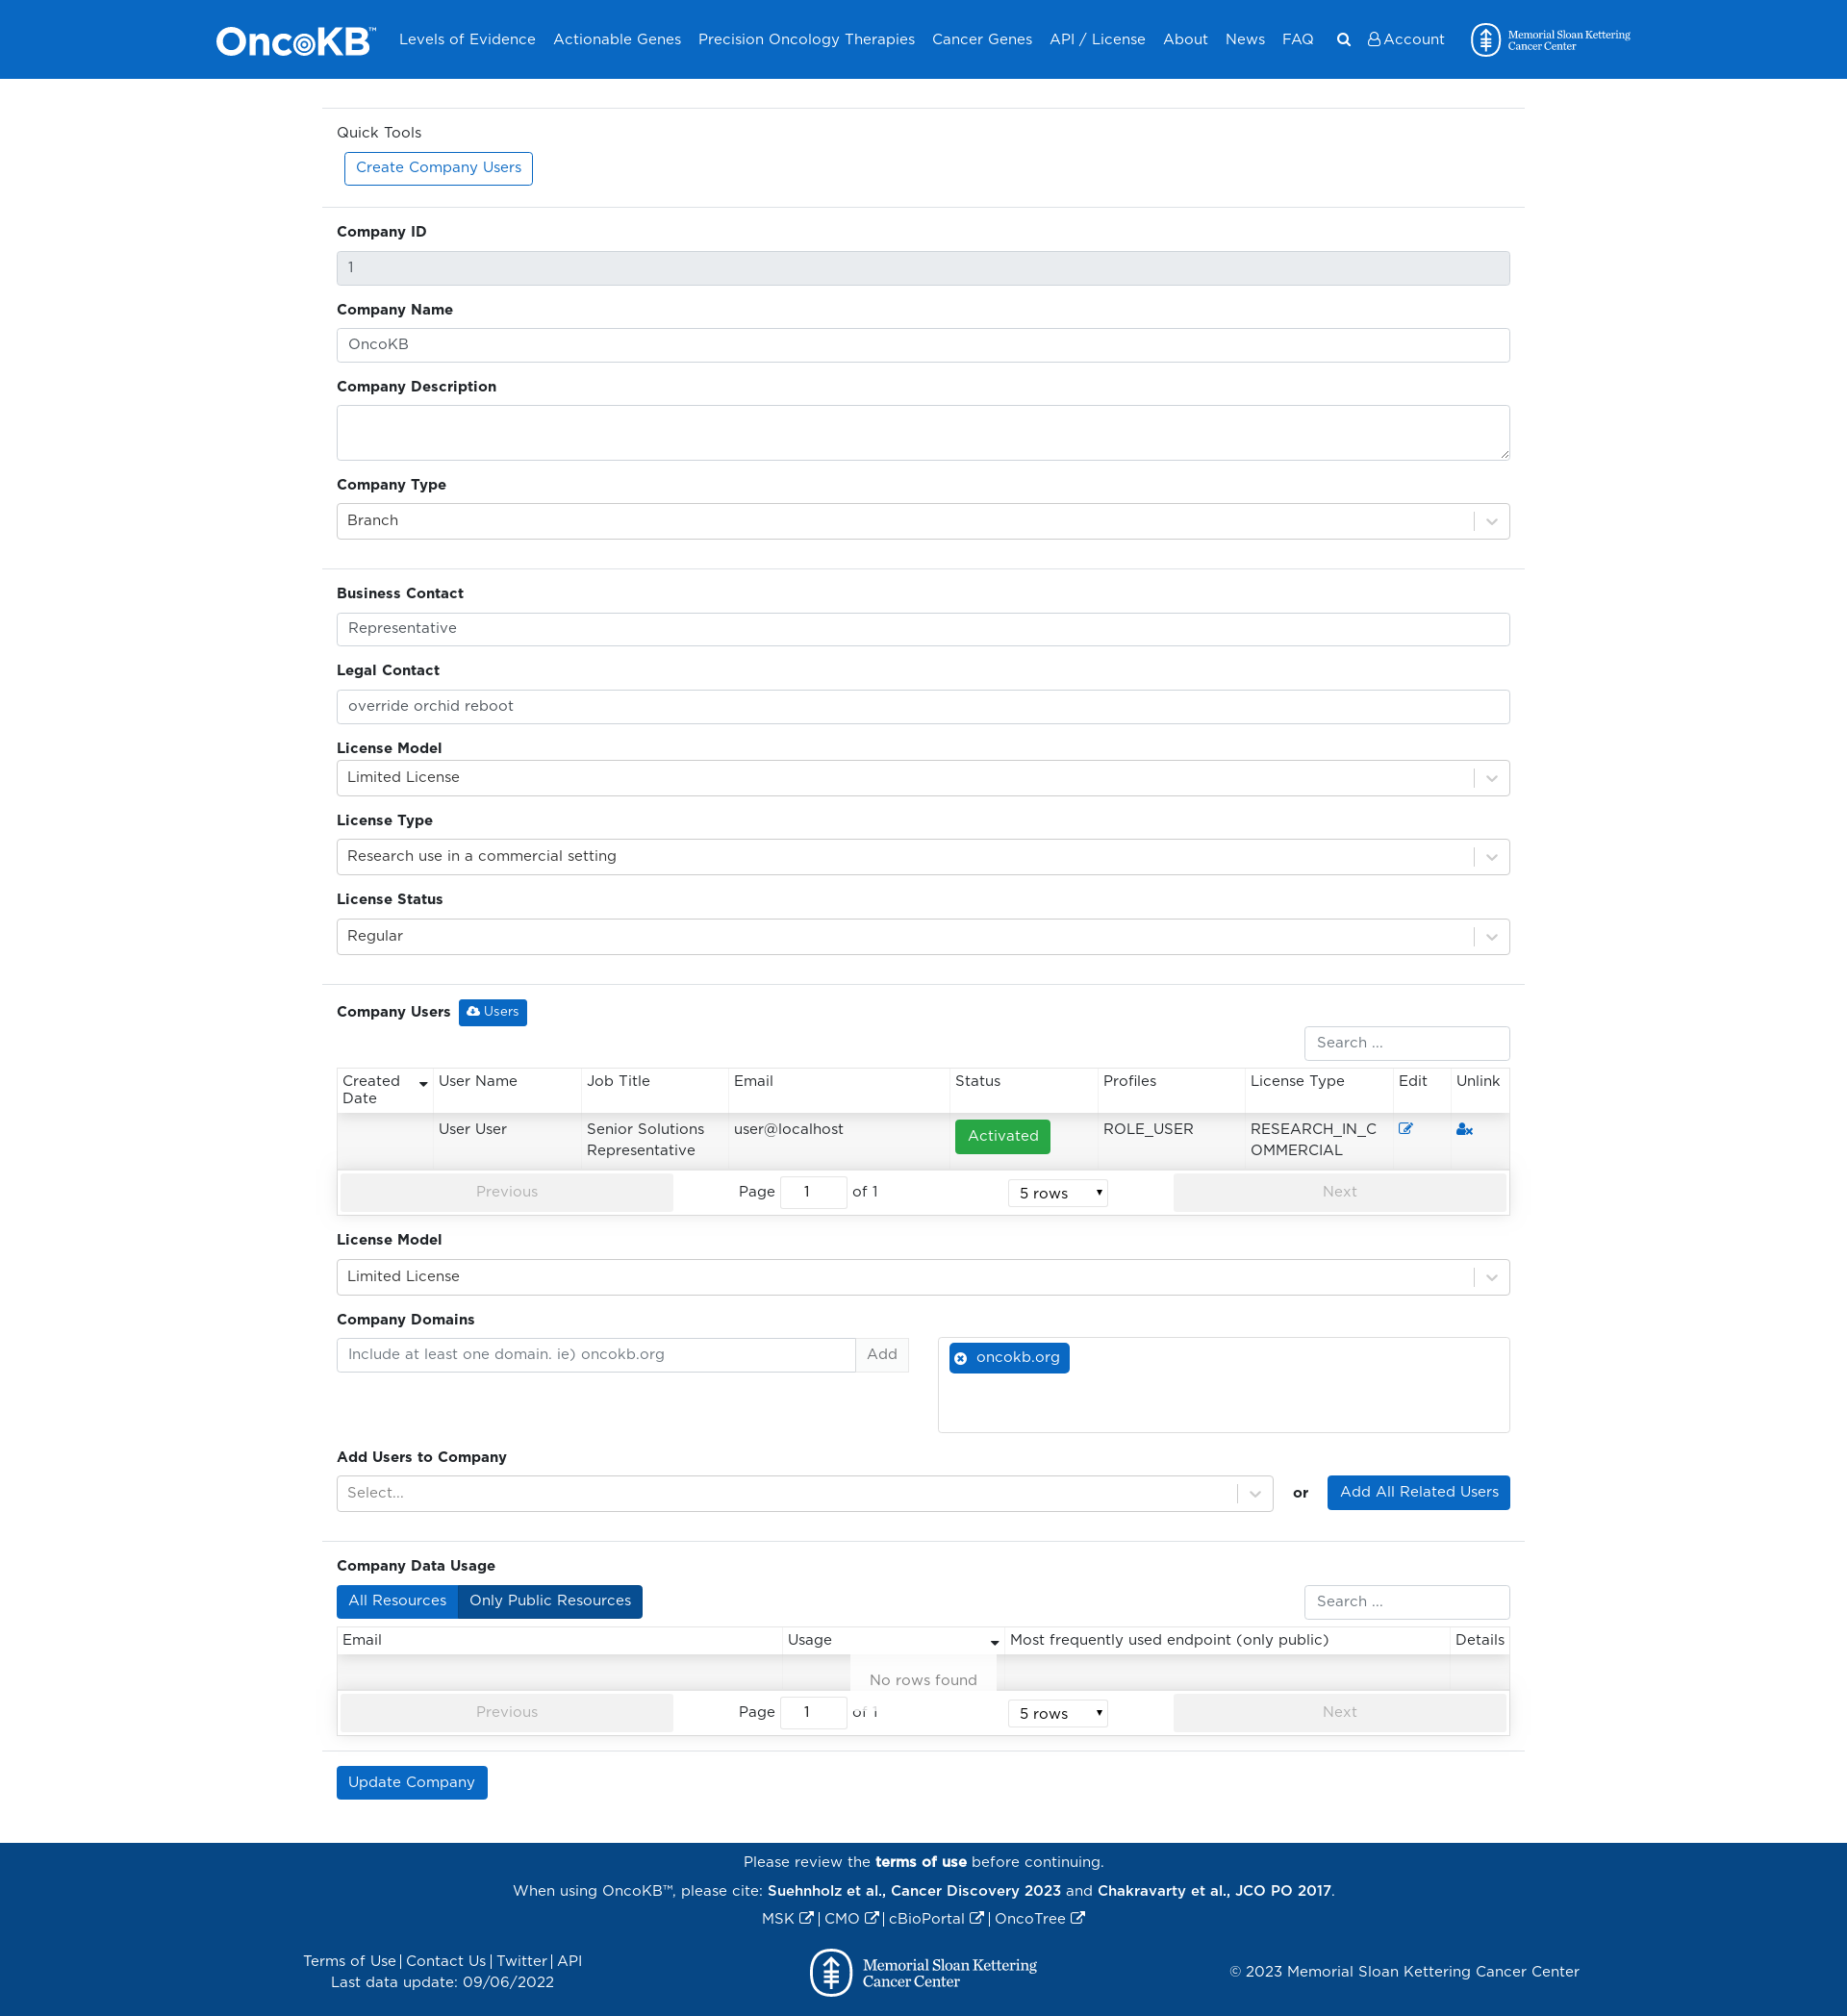 OncoKB™ Levels of Evidence Actionable Genes Precision Oncology Therapies Cancer Genes API / License About News FAQ Account Memorial Sloan Kettering
Cancer Center
Quick Tools
Create Company Users
Company ID
1
Company Name
OncoKB
Company Description
Company Type
Branch
Business Contact
Representative
Legal Contact
override orchid reboot
License Model
Limited License
License Type
Research use in a commercial setting
License Status
Regular
Company Users Users
Search ...
Created Date User Name Job Title Email Status Profiles License Type Edit Unlink
User User Senior Solutions Representative user@localhost Activated ROLE_USER RESEARCH_IN_COMMERCIAL
Previous Page 1 of 1 5 rows Next
License Model
Limited License
Company Domains
Include at least one domain. ie) oncokb.org Add oncokb.org
Add Users to Company
Select... or Add All Related Users
Company Data Usage
All Resources Only Public Resources Search ...
Email Usage Most frequently used endpoint (only public) Details
No rows found
Previous Page 1 of 1 5 rows Next
Update Company
Please review the terms of use before continuing.
When using OncoKB™, please cite: Suehnholz et al., Cancer Discovery 2023 and Chakravarty et al., JCO PO 2017.
MSK | CMO | cBioPortal | OncoTree
Terms of Use | Contact Us | Twitter | API
Last data update: 09/06/2022
Memorial Sloan Kettering
Cancer Center
© 2023 Memorial Sloan Kettering Cancer Center